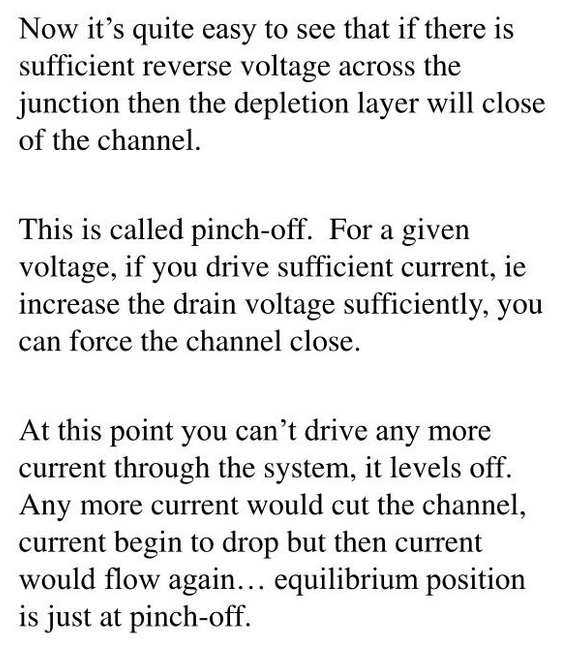 Now it’s quite easy to see that if there is
sufficient reverse voltage across the
junction then the depletion layer will close
of the channel.
This is called pinch-off.  For a given
voltage, if you drive sufficient current, ie
increase the drain voltage sufficiently, you
can force the channel close.
At this point you can’t drive any more
current through the system, it levels off.
Any more current would cut the channel,
current begin to drop but then current
would flow again… equilibrium position
is just at pinch-off.